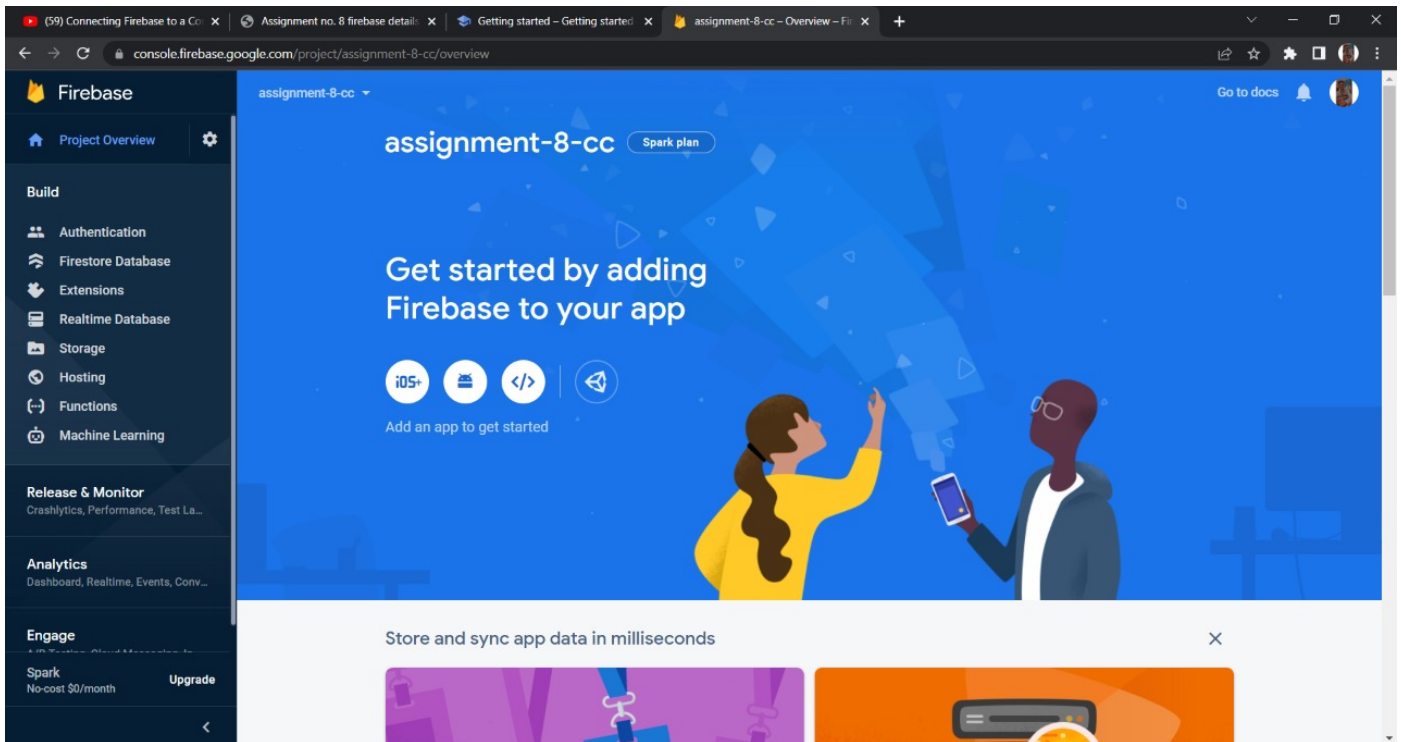 (59) Connecting Firebase to a Co
Assignment no. 8 firebase details
Getting started – Getting started
assignment-8-cc – Overview – Fir
console.firebase.google.com/project/assignment-8-cc/overview
Firebase
assignment-8-cc
Go to docs
Project Overview
assignment-8-cc
Spark plan
Build
Authentication
Firestore Database
Extensions
Realtime Database
Storage
Hosting
Functions
Machine Learning
Get started by adding
Firebase to your app
iOS+
</>
Add an app to get started
Release & Monitor
Crashlytics, Performance, Test La...
Analytics
Dashboard, Realtime, Events, Conv...
Engage
Spark
No-cost $0/month
Upgrade
Store and sync app data in milliseconds